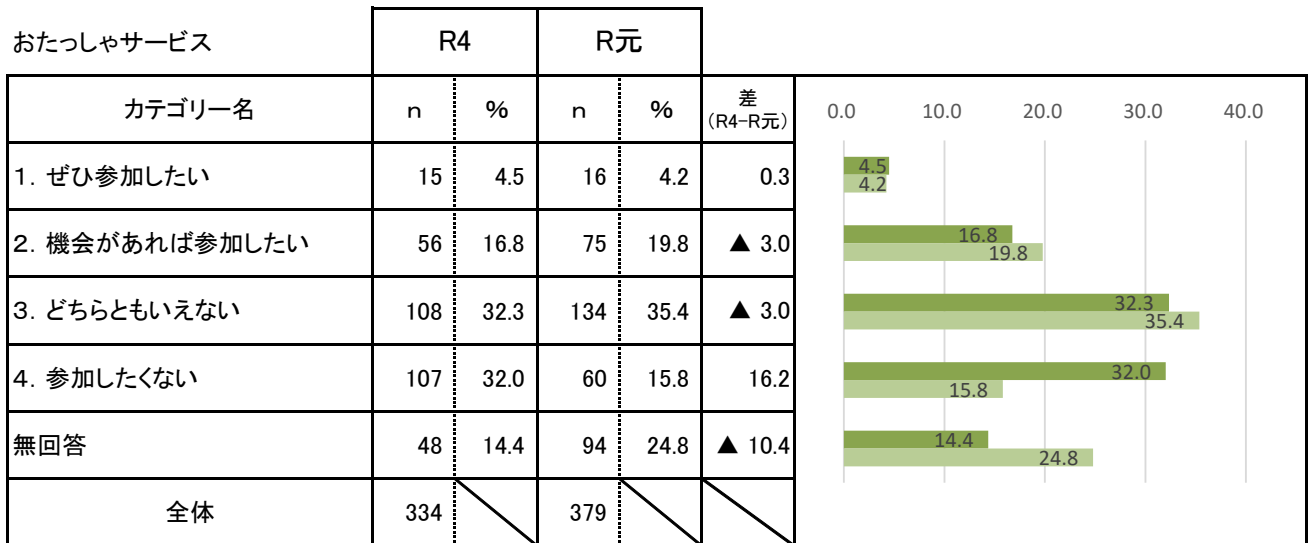 おたっしゃサービス R4 R元
カテゴリー名 n % n % 差
(R4-R元)
1．ぜひ参加したい 15 4.5 16 4.2 0.3
2．機会があれば参加したい 56 16.8 75 19.8 ▲ 3.0
3．どちらともいえない 108 32.3 134 35.4 ▲ 3.0
4．参加したくない 107 32.0 60 15.8 16.2
無回答 48 14.4 94 24.8 ▲ 10.4
全体 334 379
0.0 10.0 20.0 30.0 40.0
4.5
4.2
16.8
19.8
32.3
35.4
32.0
15.8
14.4
24.8